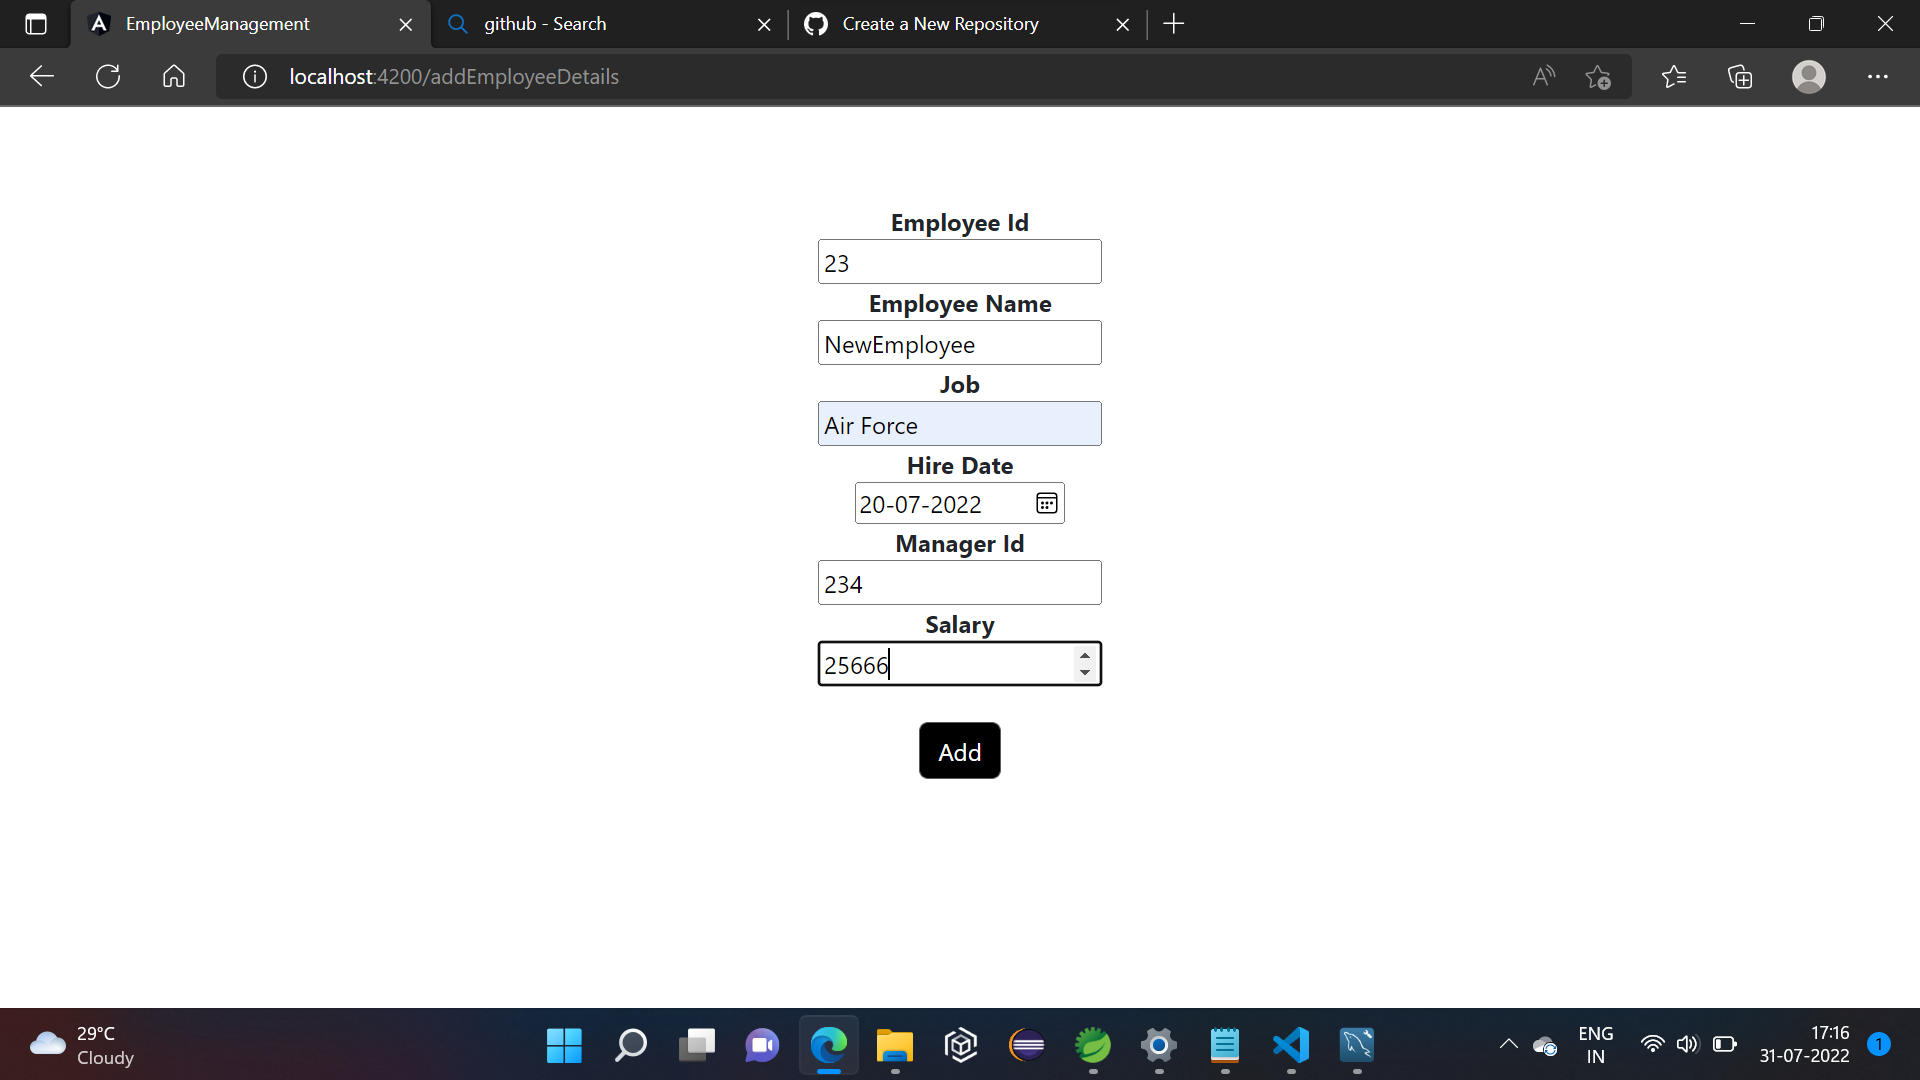 EmployeeManagement
github - Search
Create a New Repository
localhost:4200/addEmployeeDetails
Employee Id
23
Employee Name
NewEmployee
Job
Air Force
Hire Date
20-07-2022
Manager Id
234
Salary
25666
Add
29°C
Cloudy
ENG
IN
17:16
31-07-2022
1